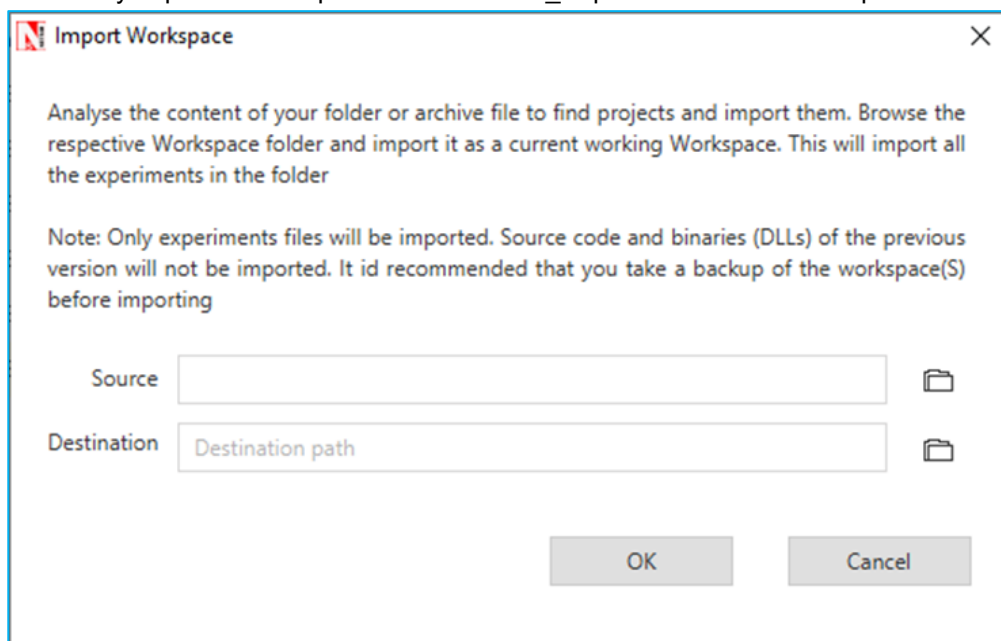 Import Workspace
Analyse the content of your folder or archive file to find projects and import them. Browse the
respective Workspace folder and import it as a current working Workspace. This will import all
the experiments in the folder
Note: Only experiments files will be imported. Source code and binaries (DLLs) of the previous
version will not be imported. It id recommended that you take a backup of the workspace(S)
before importing
Source
Destination Destination path
OK Cancel